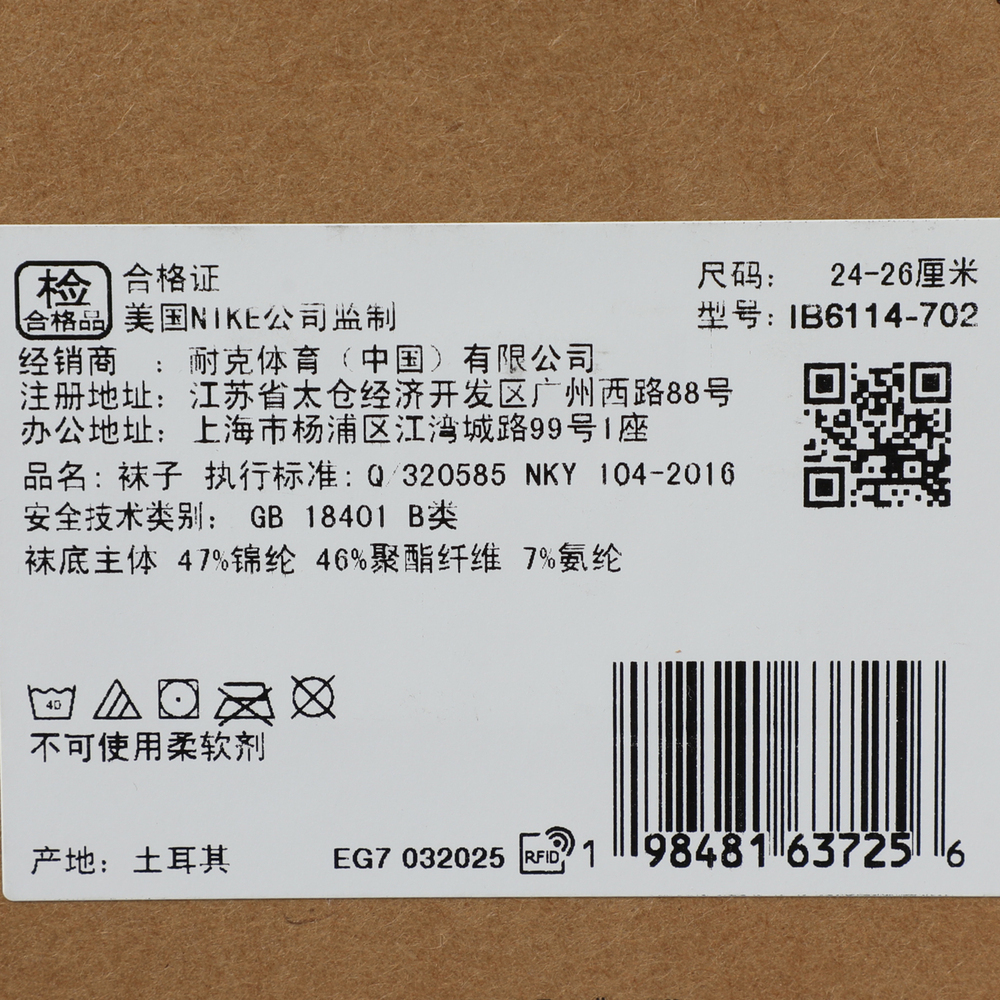 检
合格品
合格证
美国NIKE公司监制
尺码： 24-26厘米
型号：IB6114-702
经销商 ：耐克体育（中国）有限公司
注册地址：江苏省太仓经济开发区广州西路88号
办公地址：上海市杨浦区江湾城路99号1座
品名：袜子 执行标准：Q/320585 NKY 104-2016
安全技术类别： GB 18401 B类
袜底主体 47%锦纶 46%聚酯纤维 7%氨纶
40
不可使用柔软剂
产地：土耳其
EG7 032025
RFID
1 98481 63725 6